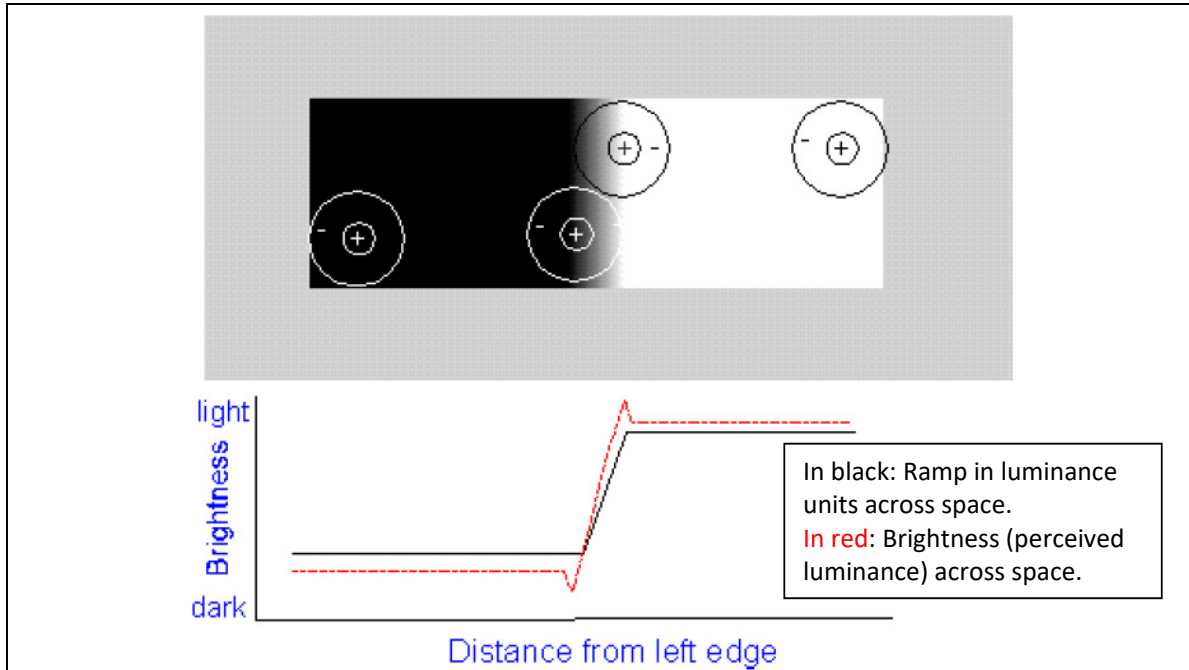 + -
- +
- +
- +
light
Brightness
dark
Distance from left edge
In black: Ramp in luminance
units across space.
In red: Brightness (perceived
luminance) across space.